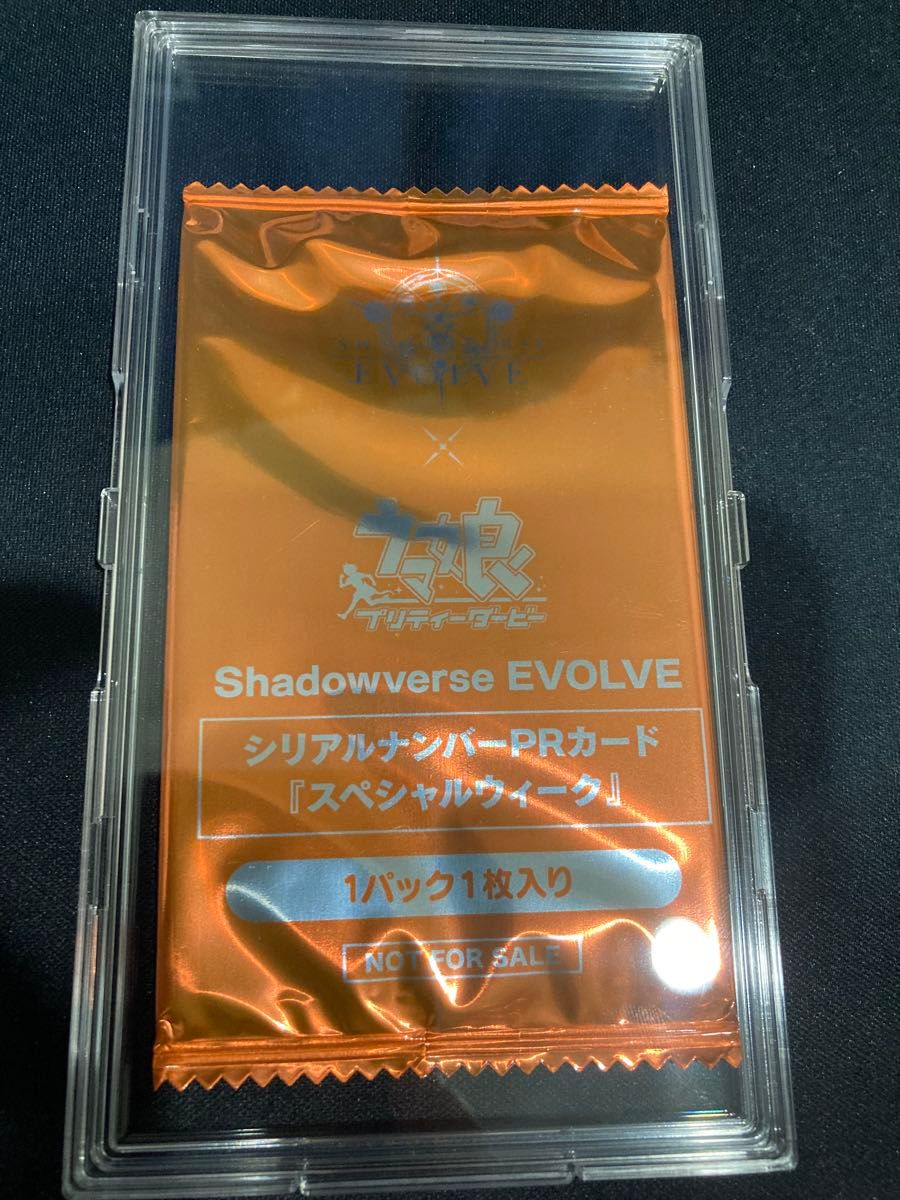 EVOLVE
×
ウマ娘
プリティーダービー
Shadowverse EVOLVE
シリアルナンバーPRカード
『スペシャルウィーク』
1パック1枚入り
NOT FOR SALE